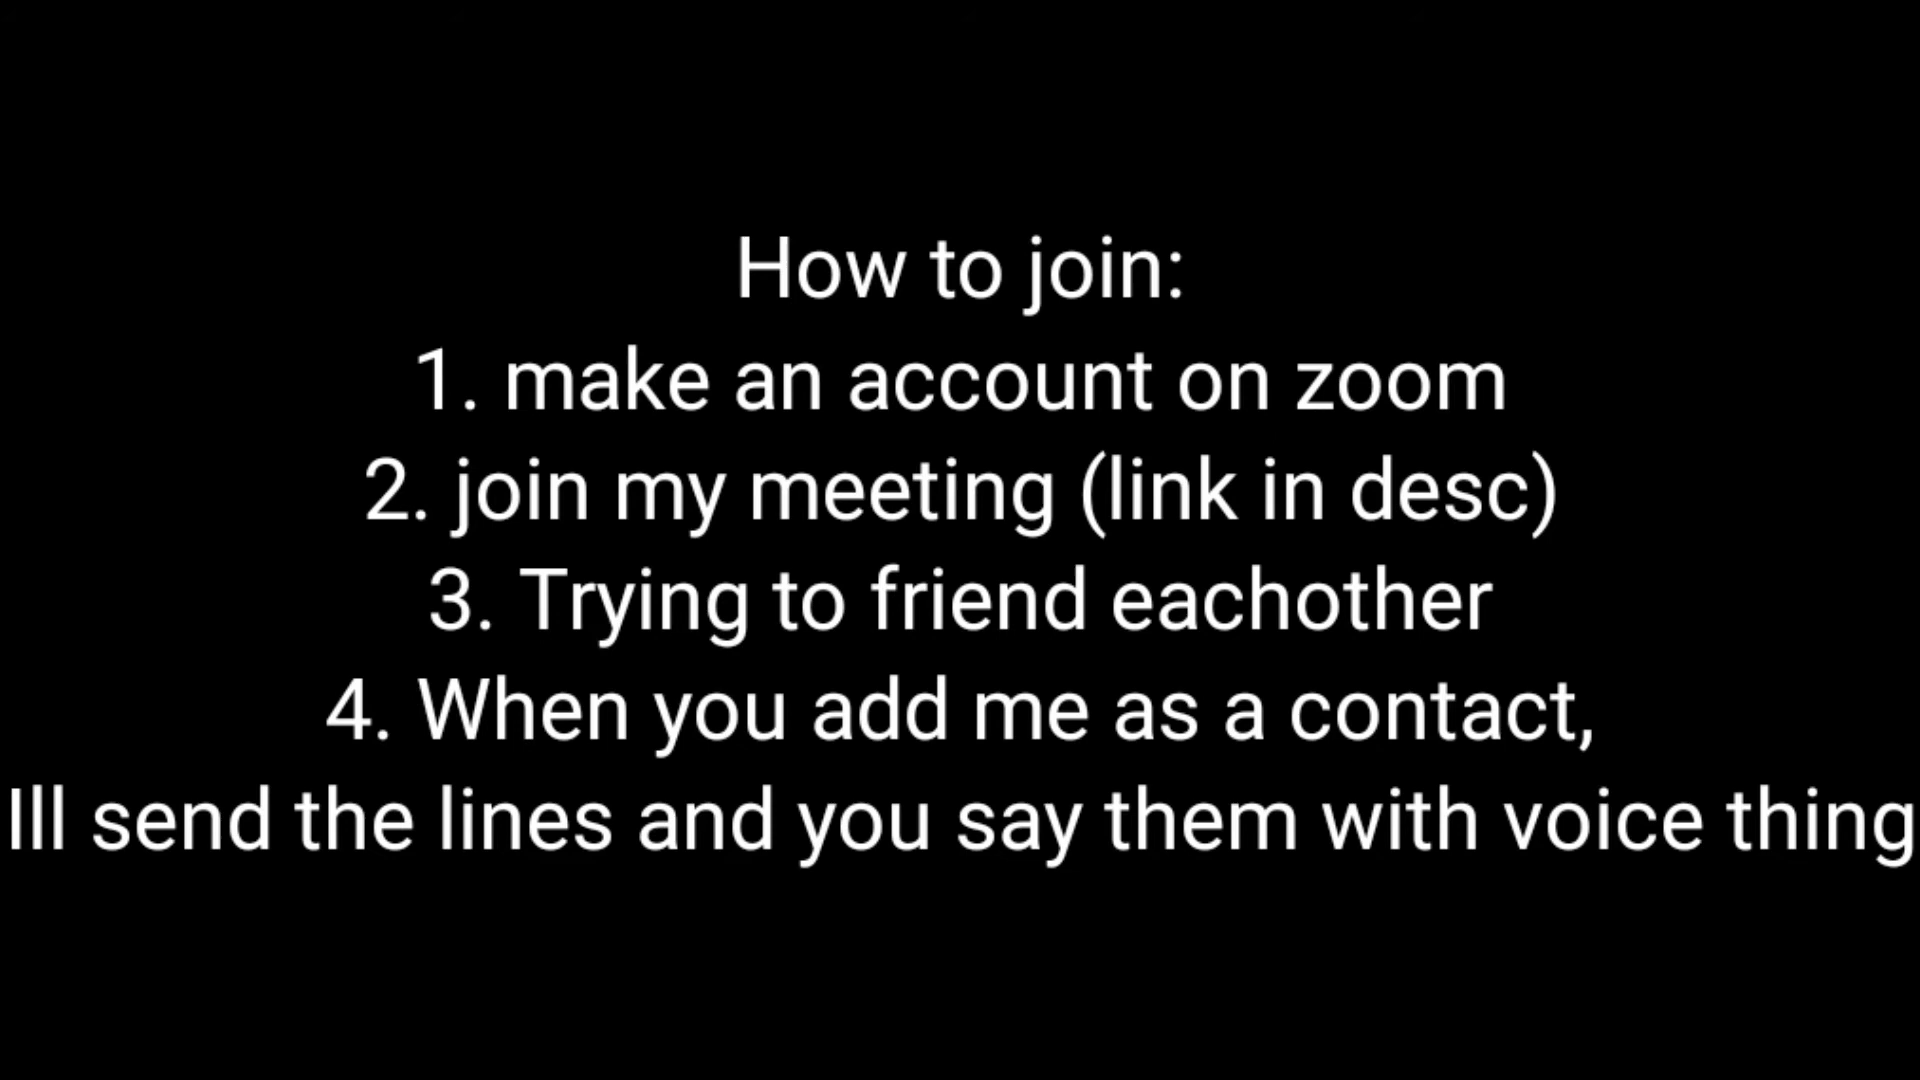 How to join:
1. make an account on zoom
2. join my meeting (link in desc)
3. Trying to friend eachother
4. When you add me as a contact,
Ill send the lines and you say them with voice thing